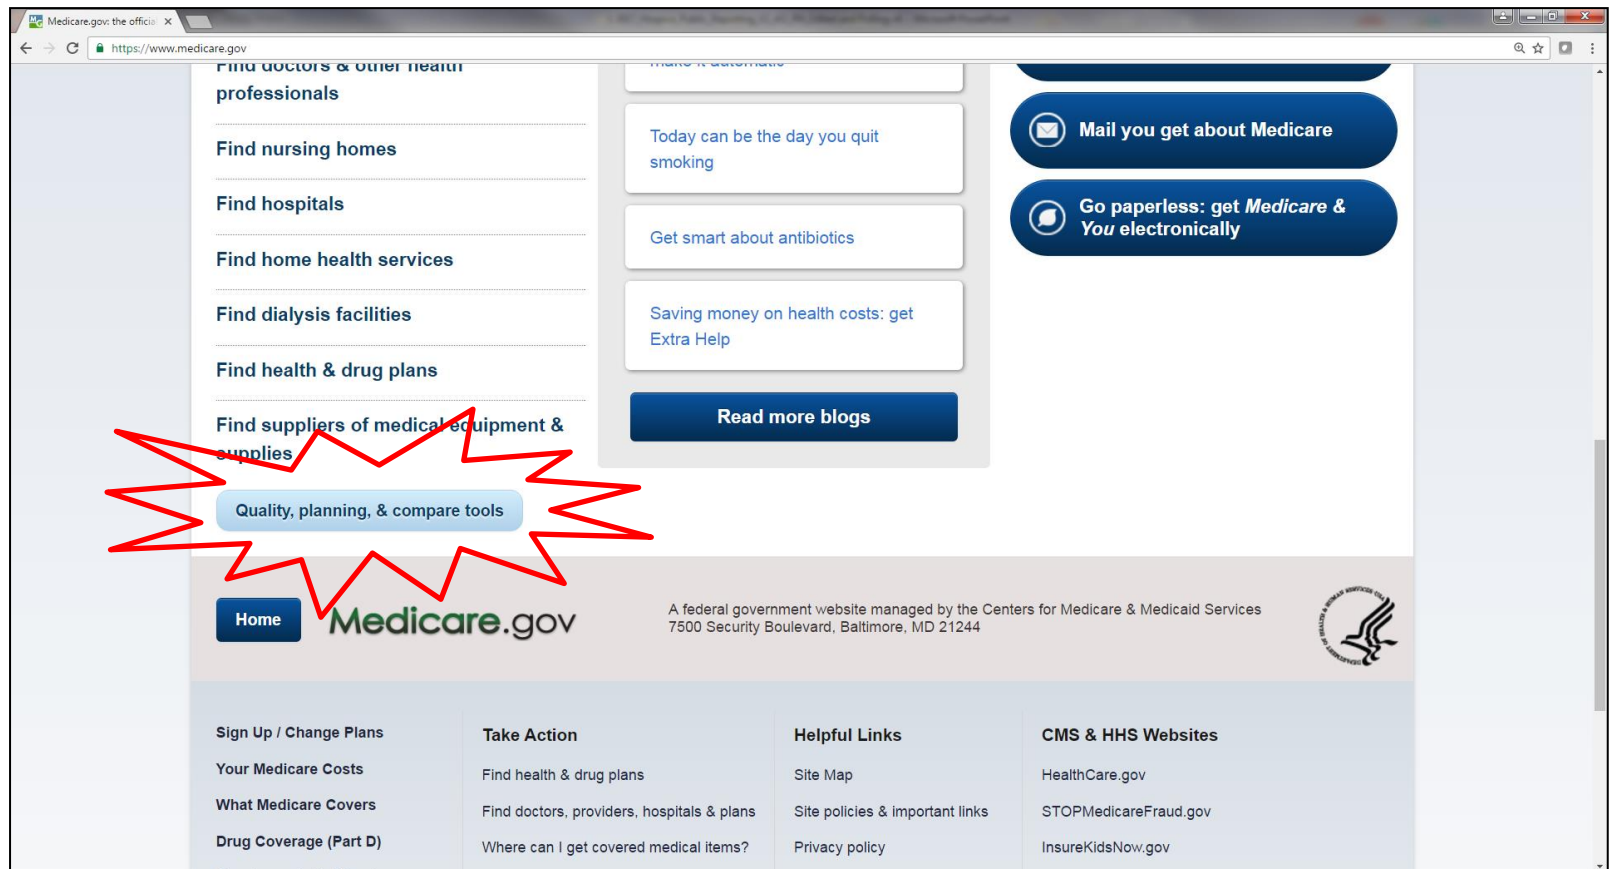 Medicare.gov: the officia
https://www.medicare.gov
Find doctors & other health
professionals
Find nursing homes
Find hospitals
Find home health services
Find dialysis facilities
Find health & drug plans
Find suppliers of medical equipment &
supplies
Quality, planning, & compare tools
make it automatic
Today can be the day you quit
smoking
Get smart about antibiotics
Saving money on health costs: get
Extra Help
Read more blogs
Mail you get about Medicare
Go paperless: get Medicare &
You electronically
Home
Medicare.gov
A federal government website managed by the Centers for Medicare & Medicaid Services
7500 Security Boulevard, Baltimore, MD 21244
Sign Up / Change Plans
Your Medicare Costs
What Medicare Covers
Drug Coverage (Part D)
Take Action
Find health & drug plans
Find doctors, providers, hospitals & plans
Where can I get covered medical items?
Helpful Links
Site Map
Site policies & important links
Privacy policy
CMS & HHS Websites
HealthCare.gov
STOPMedicareFraud.gov
InsureKidsNow.gov